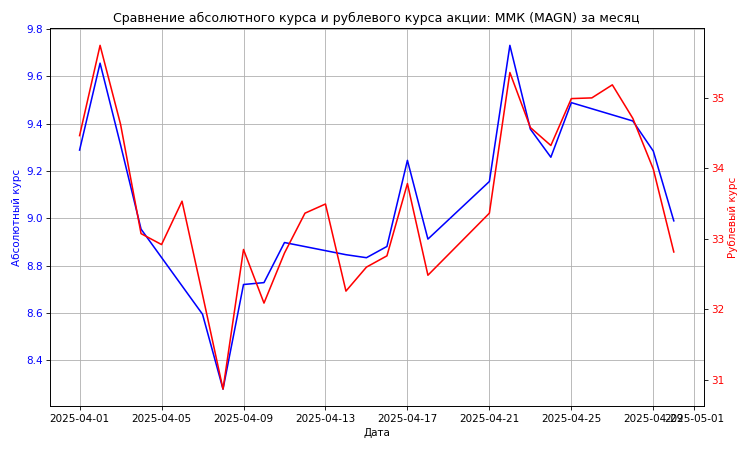 Сравнение абсолютного курса и рублевого курса акции: ММК (MAGN) за месяц
9.8
9.6
9.4
9.2
9.0
8.8
8.6
8.4
Абсолютный курс
35
34
33
32
31
Рублевый курс
2025-04-01 2025-04-05 2025-04-09 2025-04-13 2025-04-17 2025-04-21 2025-04-25 2025-04-29 2025-05-01
Дата